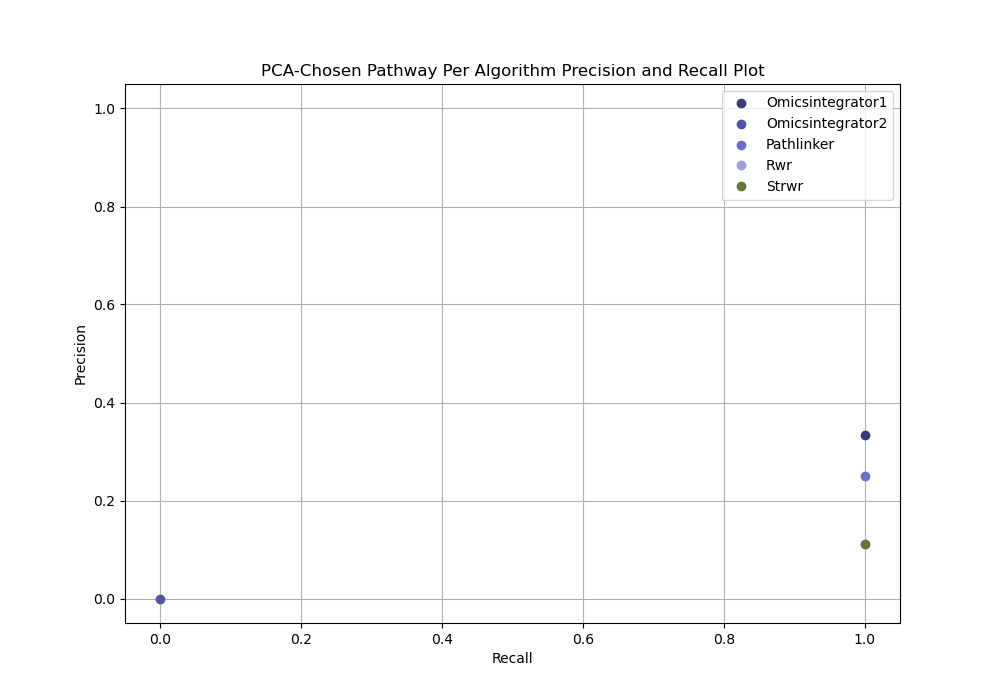 PCA-Chosen Pathway Per Algorithm Precision and Recall Plot
Omicsintegrator1
Omicsintegrator2
Pathlinker
Rwr
Strwr
1.0
0.8
0.6
0.4
0.2
0.0
Precision
0.0 0.2 0.4 0.6 0.8 1.0
Recall